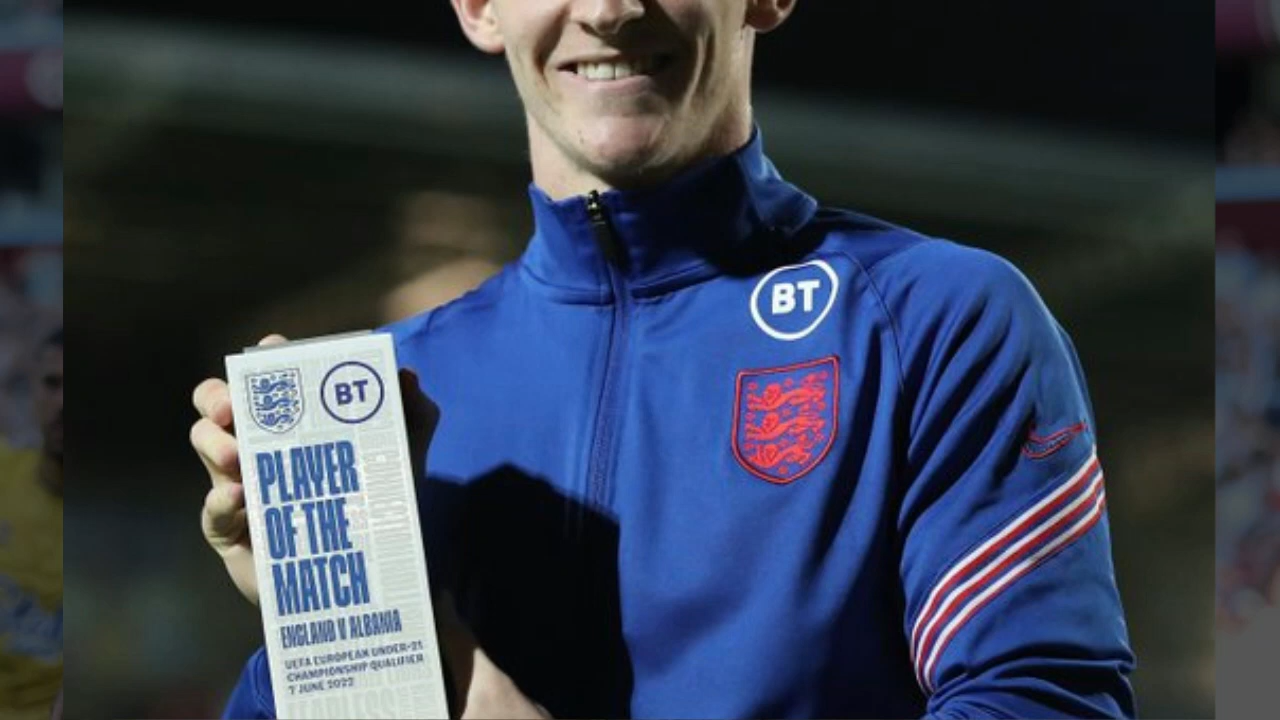 BT
BT
PLAYER
OF THE
MATCH
ENGLAND V ALBANIA
UEFA EUROPEAN UNDER-21
CHAMPIONSHIP QUALIFIER
7 JUNE 2022